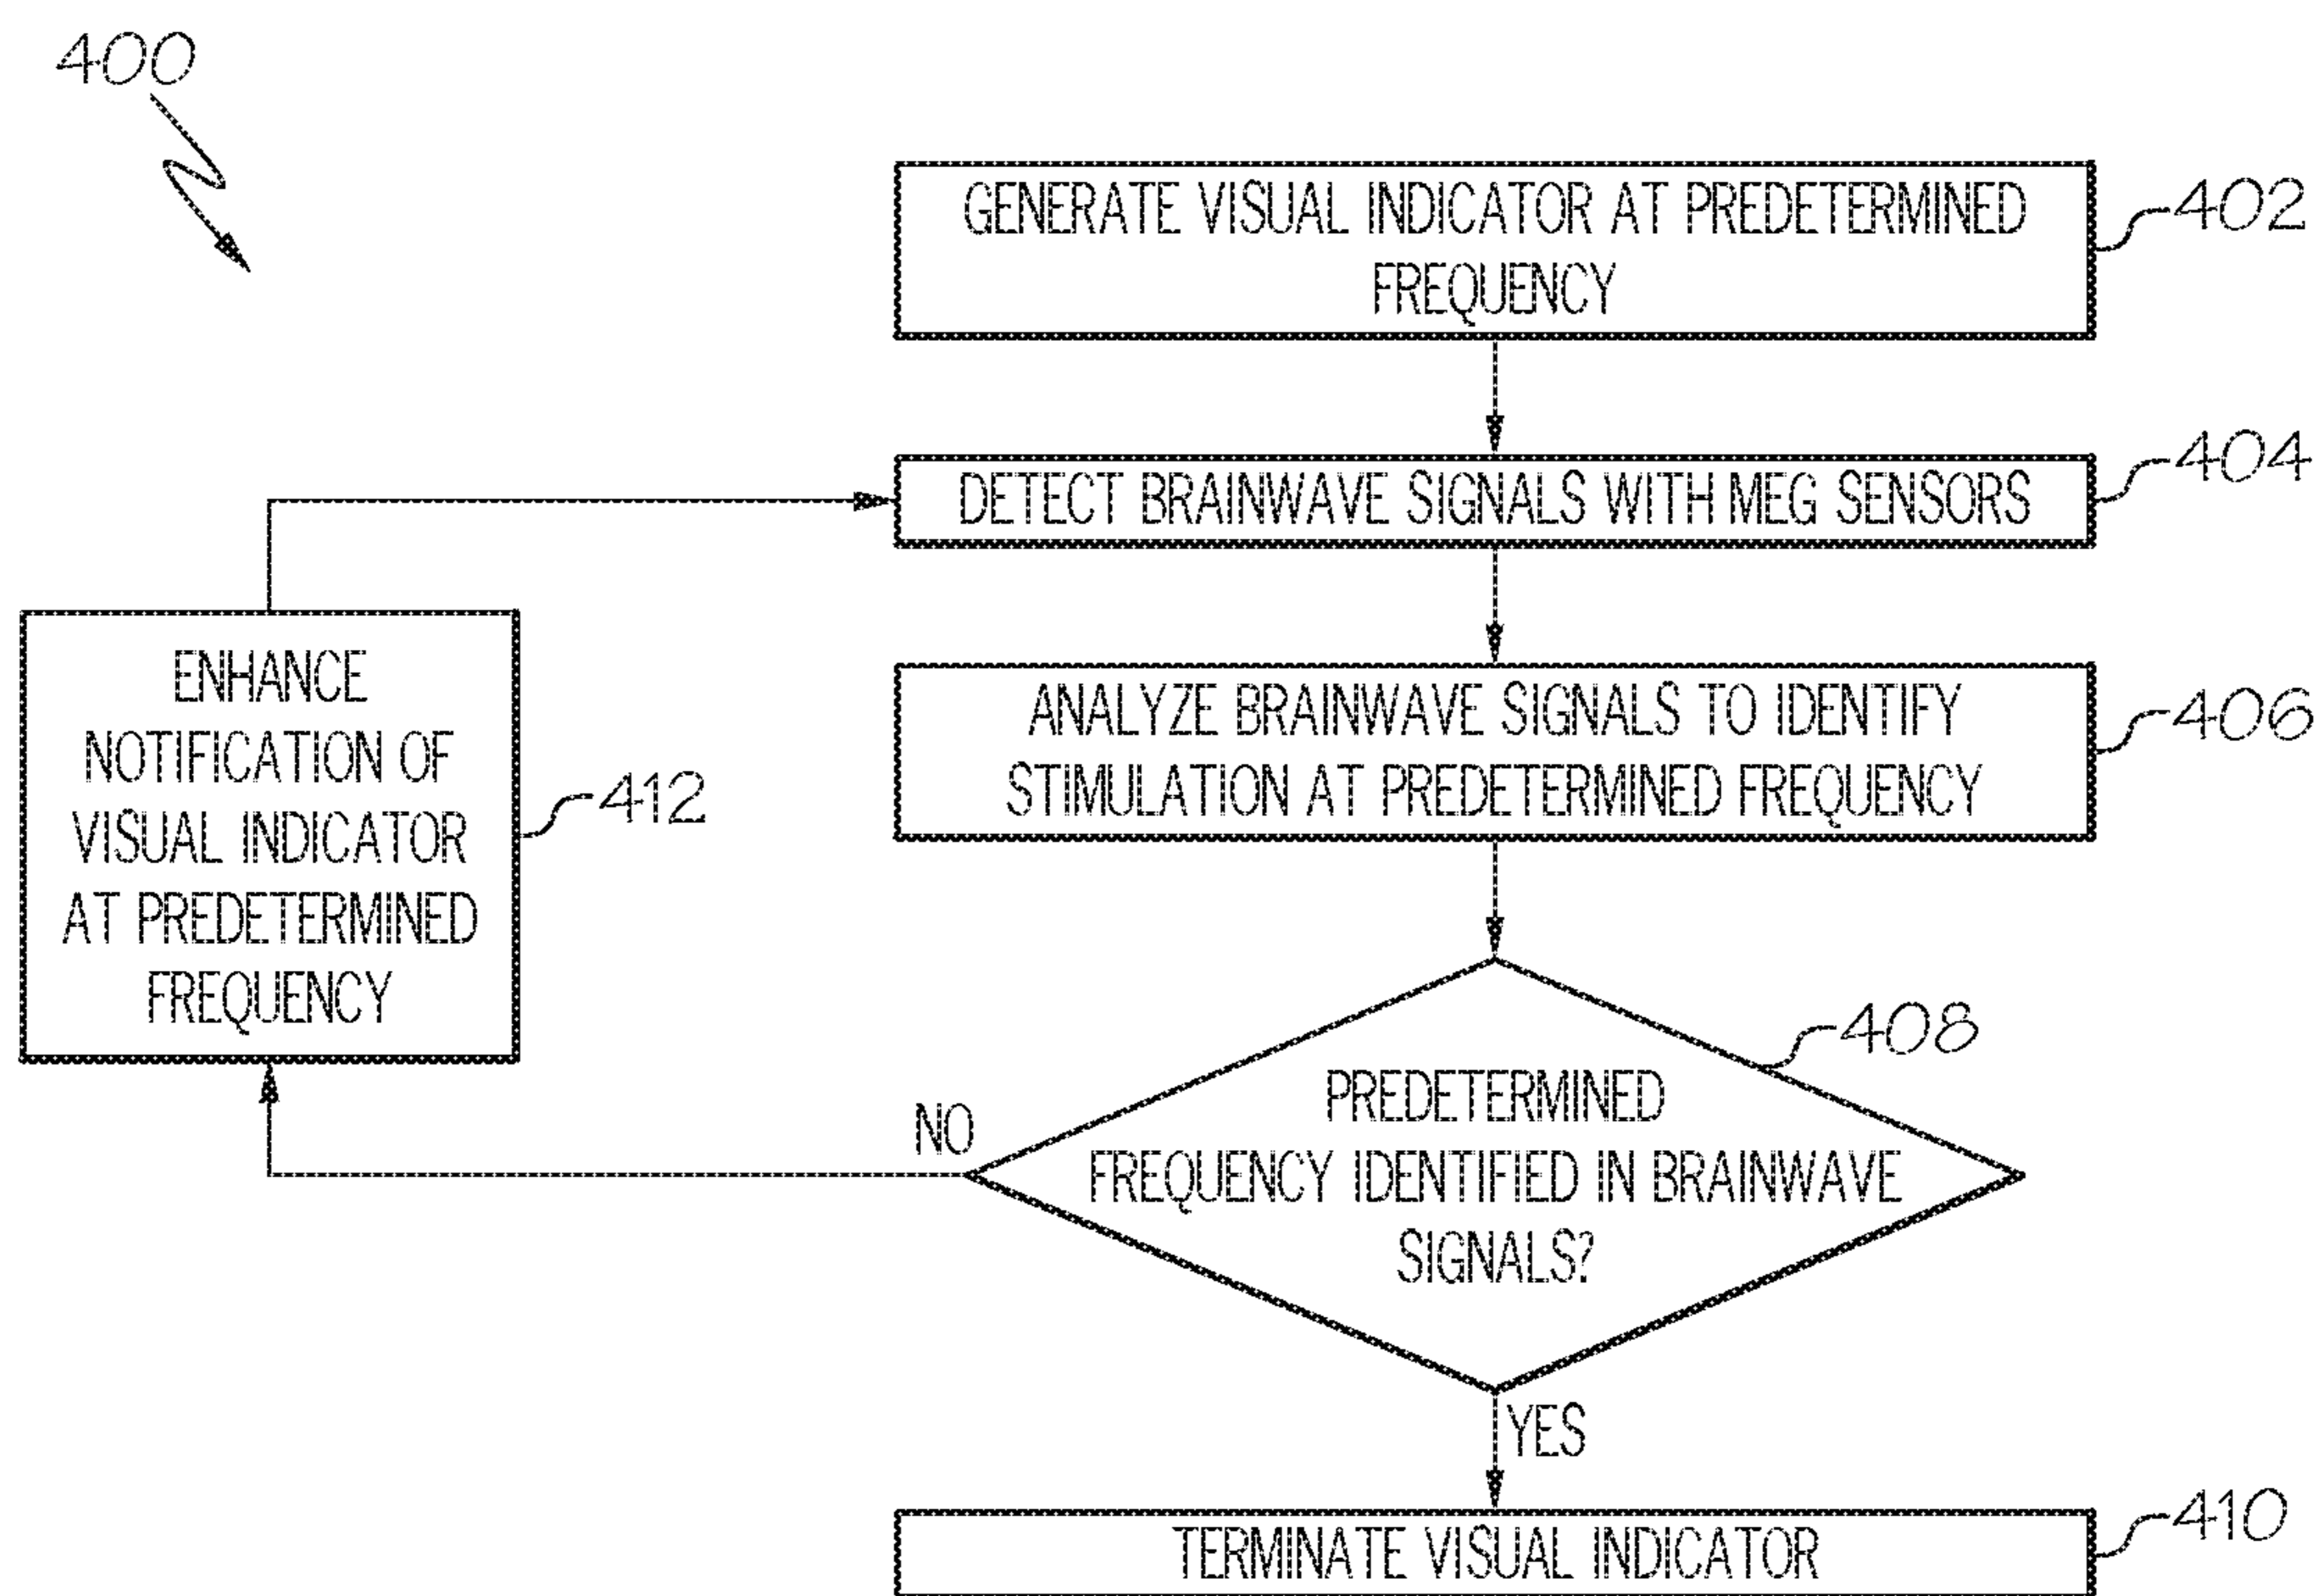 400
GENERATE VISUAL INDICATOR AT PREDETERMINED
FREQUENCY
402
DETECT BRAINWAVE SIGNALS WITH MEG SENSORS
404
ANALYZE BRAINWAVE SIGNALS TO IDENTIFY
STIMULATION AT PREDETERMINED FREQUENCY
406
ENHANCE
NOTIFICATION OF
VISUAL INDICATOR
AT PREDETERMINED
FREQUENCY
412
PREDETERMINED
FREQUENCY IDENTIFIED IN BRAINWAVE
SIGNALS?
408
NO
YES
TERMINATE VISUAL INDICATOR
410